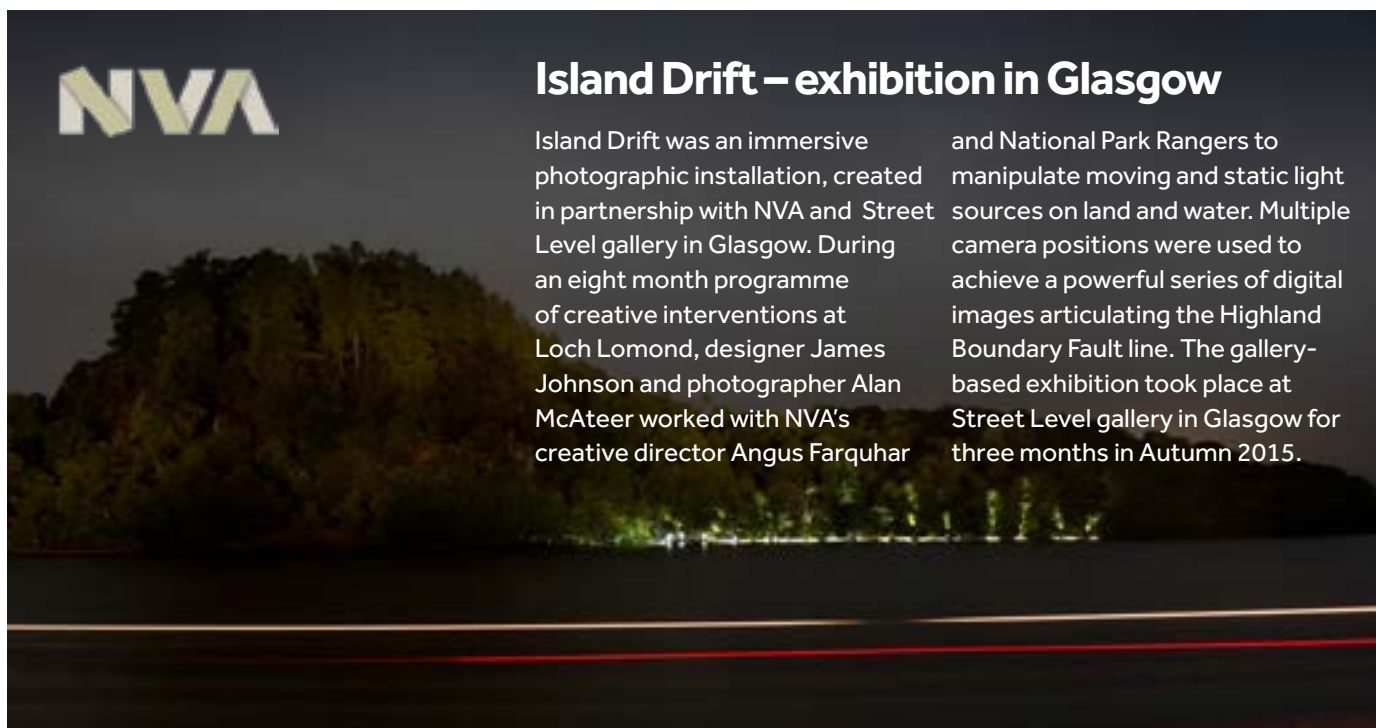 NVA
Island Drift – exhibition in Glasgow
Island Drift was an immersive
photographic installation, created
in partnership with NVA and Street
Level gallery in Glasgow. During
an eight month programme
of creative interventions at
Loch Lomond, designer James
Johnson and photographer Alan
McAteer worked with NVA's
creative director Angus Farquhar
and National Park Rangers to
manipulate moving and static light
sources on land and water. Multiple
camera positions were used to
achieve a powerful series of digital
images articulating the Highland
Boundary Fault line. The gallery-
based exhibition took place at
Street Level gallery in Glasgow for
three months in Autumn 2015.